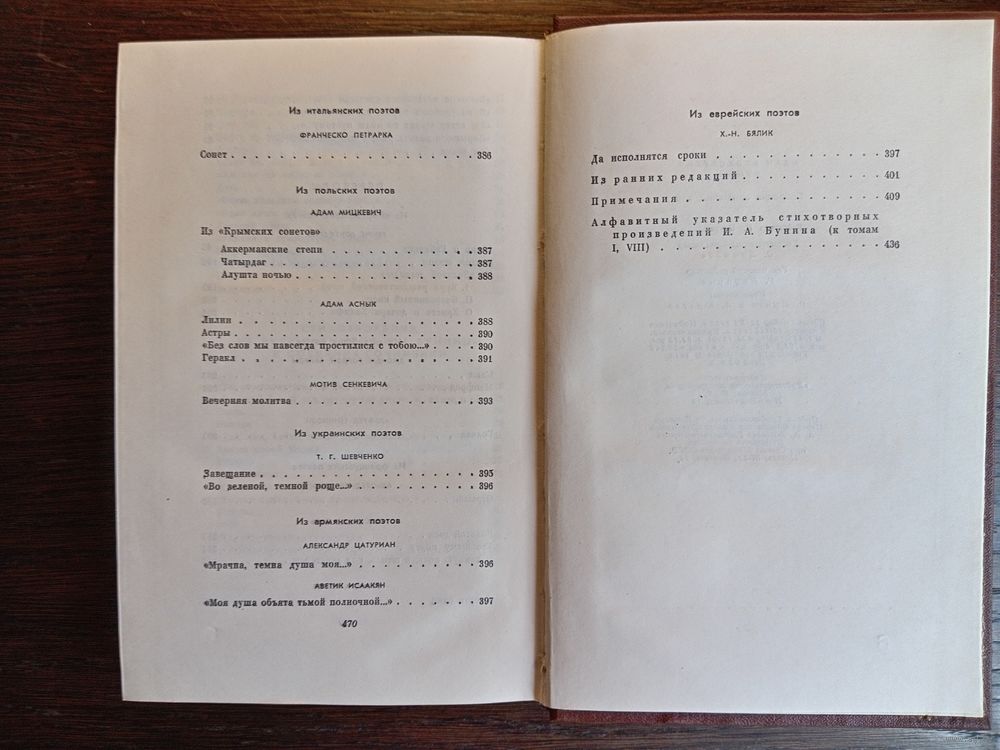 Из итальянских поэтов
ФРАНЧЕСКО ПЕТРАРКА
Сонет . . . . . . . . . . . . . . . . . . . 386
Из польских поэтов
АДАМ МИЦКЕВИЧ
Из «Крымских сонетов»
Аккерманские степи . . . . . . . . . . . 387
Чатырдаг . . . . . . . . . . . . . . . . 387
Алушта ночью . . . . . . . . . . . . . . 388
АДАМ АСНЫК
Лилии . . . . . . . . . . . . . . . . . . 388
Астры . . . . . . . . . . . . . . . . . . 390
«Без слов мы навсегда простилися с тобою...» . . . . 390
Геракл . . . . . . . . . . . . . . . . . . 391
МОТИВ СЕНКЕВИЧА
Вечерняя молитва . . . . . . . . . . . . . . 393
Из украинских поэтов
Т. Г. ШЕВЧЕНКО
Завещание . . . . . . . . . . . . . . . . . 395
«Во зеленой, темной роще...» . . . . . . . . . . 396
Из армянских поэтов
АЛЕКСАНДР ЦАТУРИАН
«Мрачна, темна душа моя...» . . . . . . . . . . 396
АВЕТИК ИСААКЯН
«Моя душа объята тьмой полночной...» . . . . . . . 397
470
Из еврейских поэтов
Х.-Н. БЯЛИК
Да исполнятся сроки . . . . . . . . . . . . . 397
Из ранних редакций . . . . . . . . . . . 401
Примечания . . . . . . . . . . . . . . . 409
Алфавитный указатель стихотворных
произведений И. А. Бунина (к томам
I, VIII) . . . . . . . . . . . . . . . . . 436